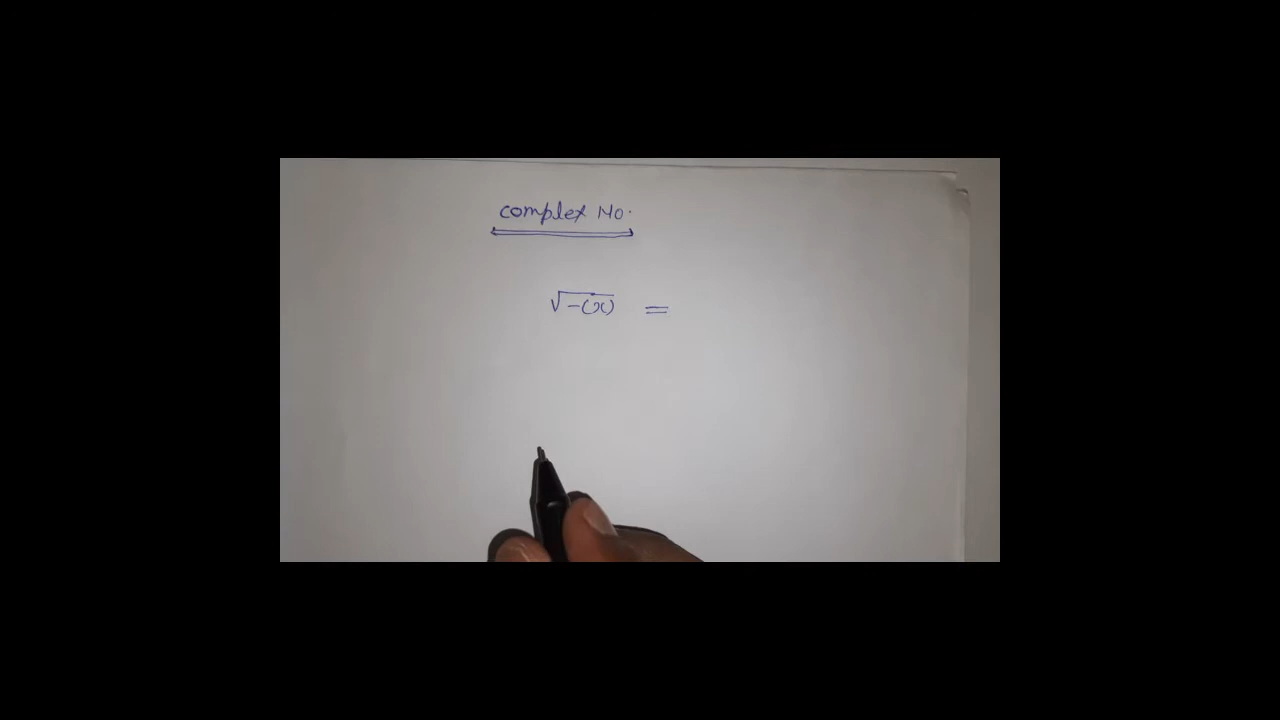 complex No.
√-(x) =